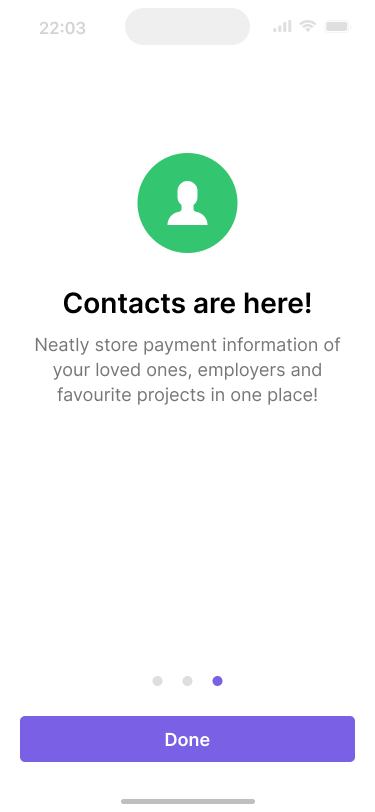 22:03
Contacts are here!
Neatly store payment information of
your loved ones, employers and
favourite projects in one place!
Done